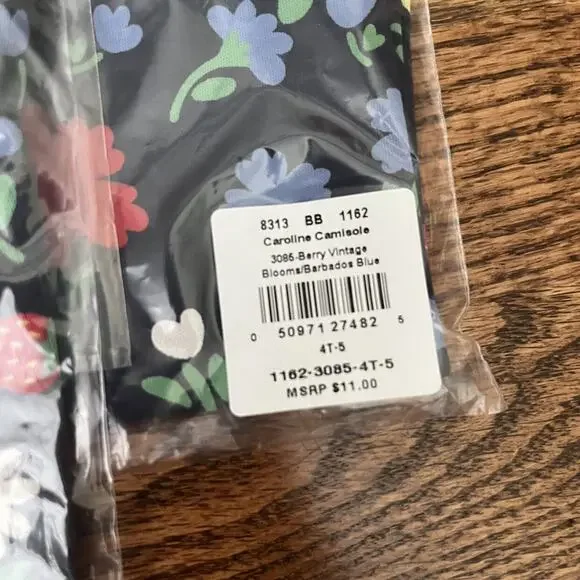 8313 BB 1162
Caroline Camisole
3085-Berry Vintage
Blooms/Barbados Blue
0 50971 27482 5
4T-5
1162-3085-4T-5
MSRP $11.00